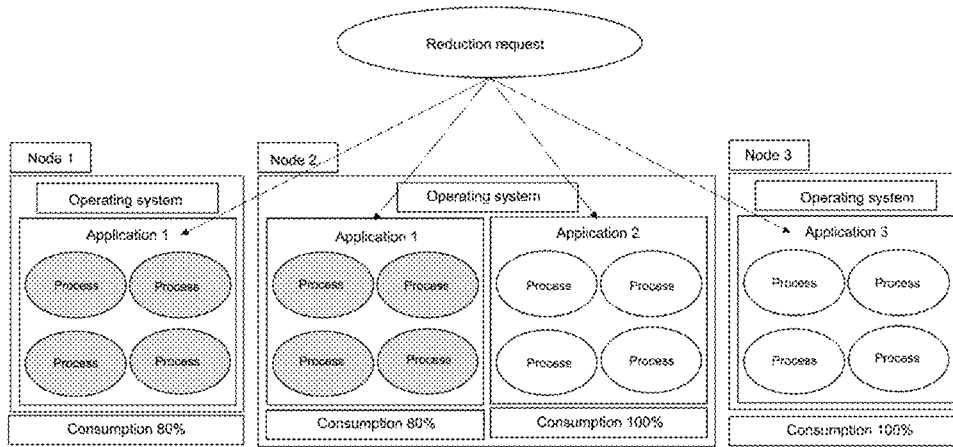 Reduction request
Node 1
Node 2
Node 3
Operating system
Operating system
Operating system
Application 1
Application 1
Application 2
Application 3
Process Process
Process Process
Process Process
Process Process
Process Process
Process Process
Process Process
Process Process
Consumption 80%
Consumption 80%
Consumption 100%
Consumption 100%